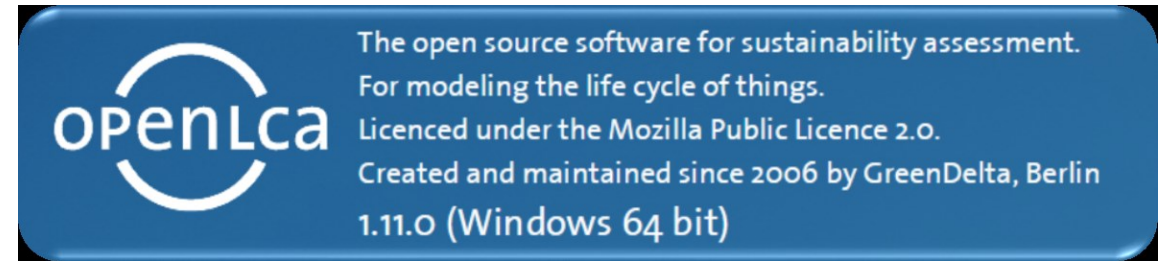 openLca
The open source software for sustainability assessment.
For modeling the life cycle of things.
Licenced under the Mozilla Public Licence 2.0.
Created and maintained since 2006 by GreenDelta, Berlin
1.11.0 (Windows 64 bit)